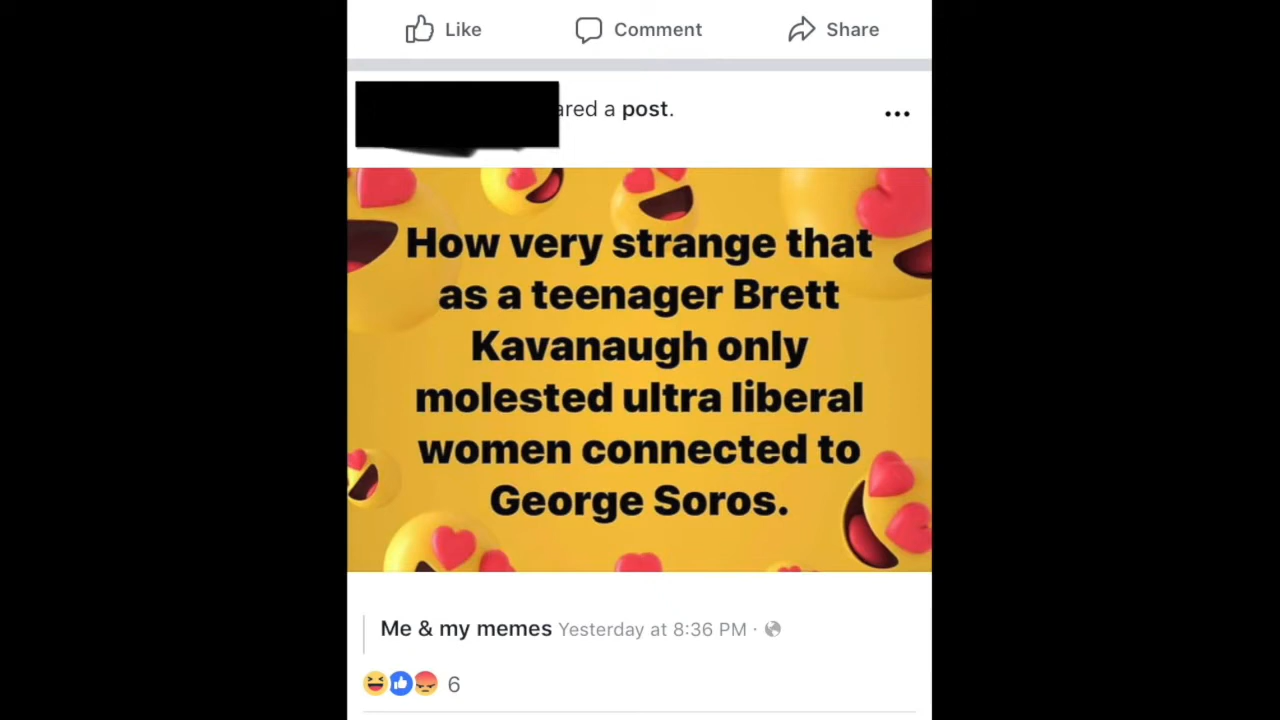 Like Comment Share
ared a post.
How very strange that
as a teenager Brett
Kavanaugh only
molested ultra liberal
women connected to
George Soros.
Me & my memes Yesterday at 8:36 PM ·
6